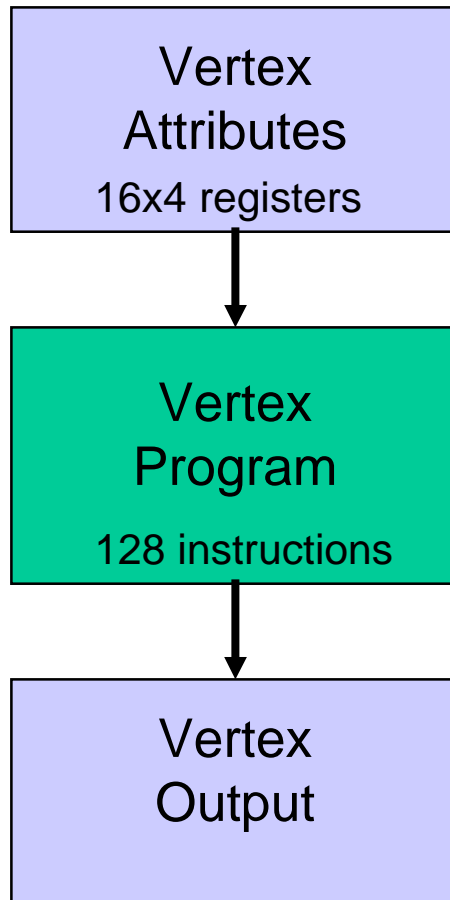 Vertex
Attributes
16x4 registers
Vertex
Program
128 instructions
Vertex
Output